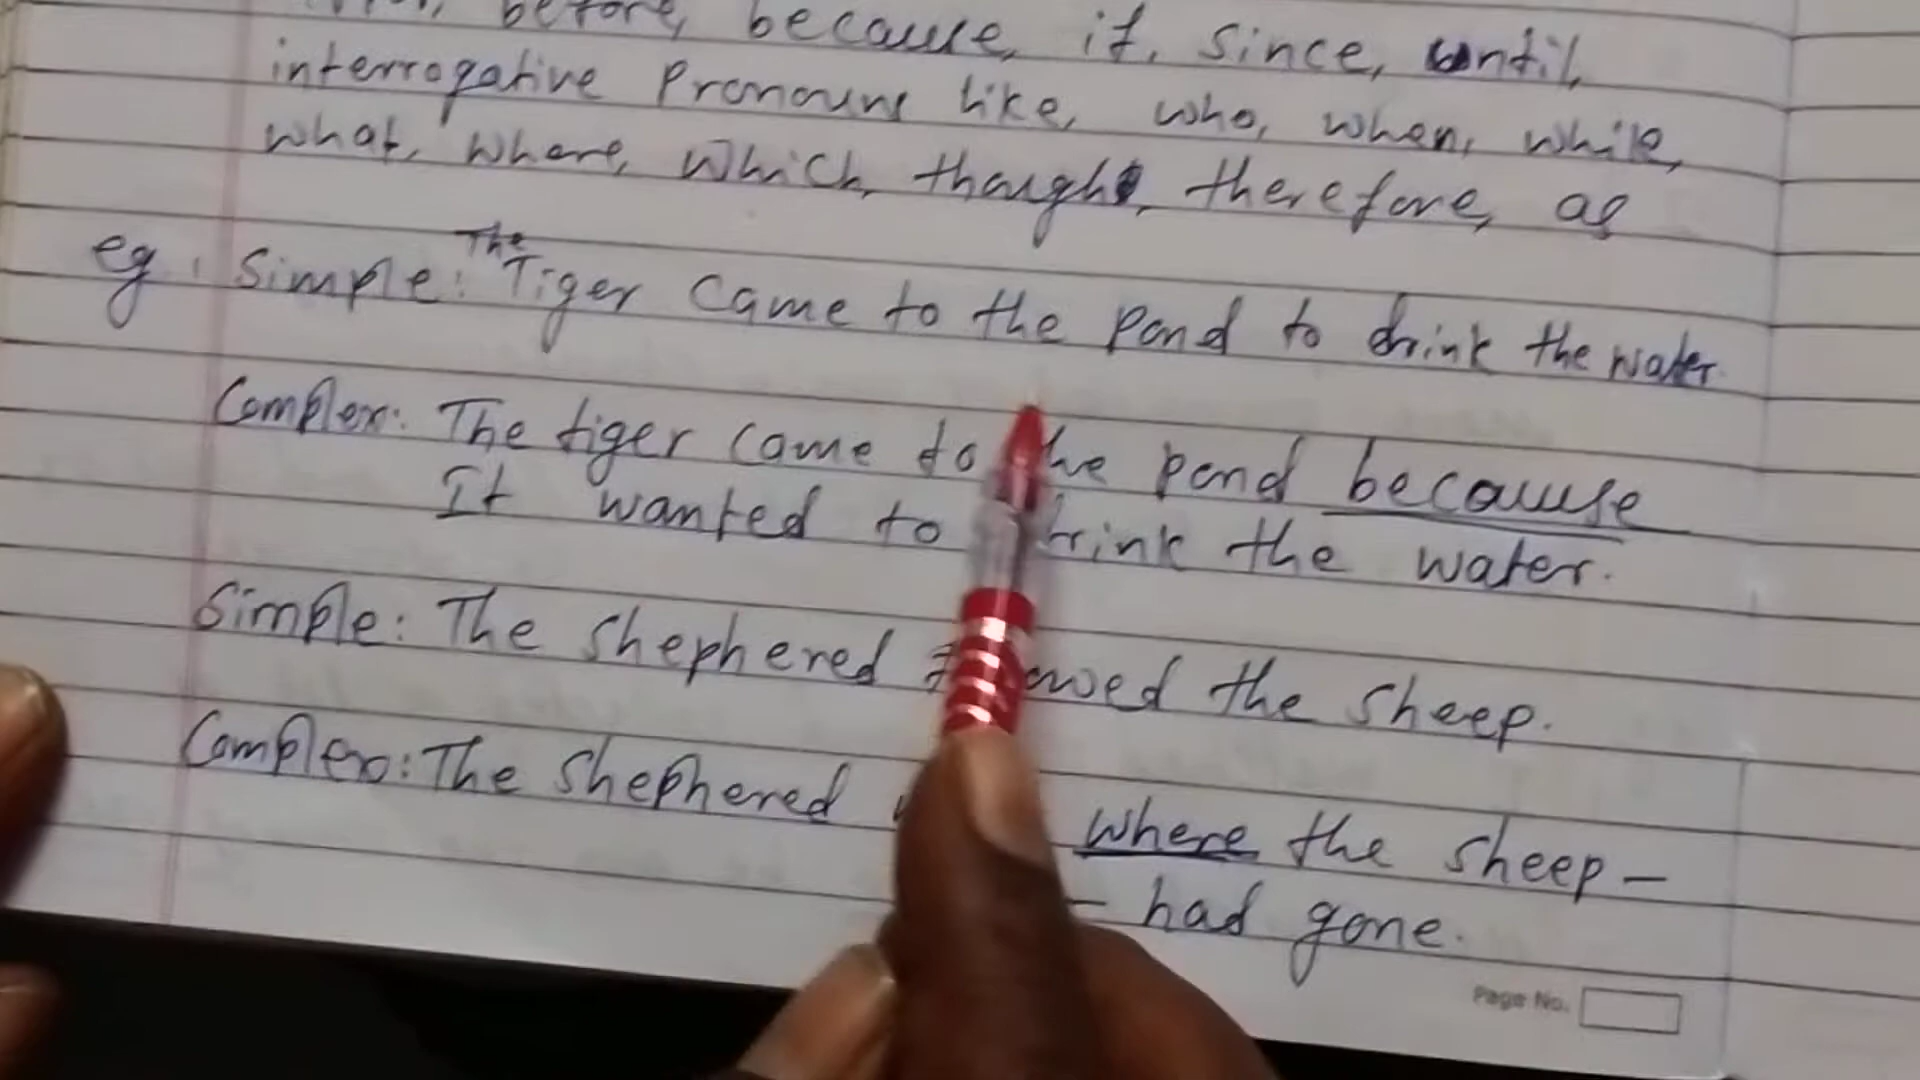 before, because, if, since, until,
interrogative Pronouns like, who, when, while,
what, where, which, though, therefore, as
eg. Simple: The Tiger came to the pond to drink the water.
Complex: The tiger came to the pond because
It wanted to drink the water.
Simple: The Shephered the sheep.
Complex: The Shephered where the sheep -
- had gone.
Page No.